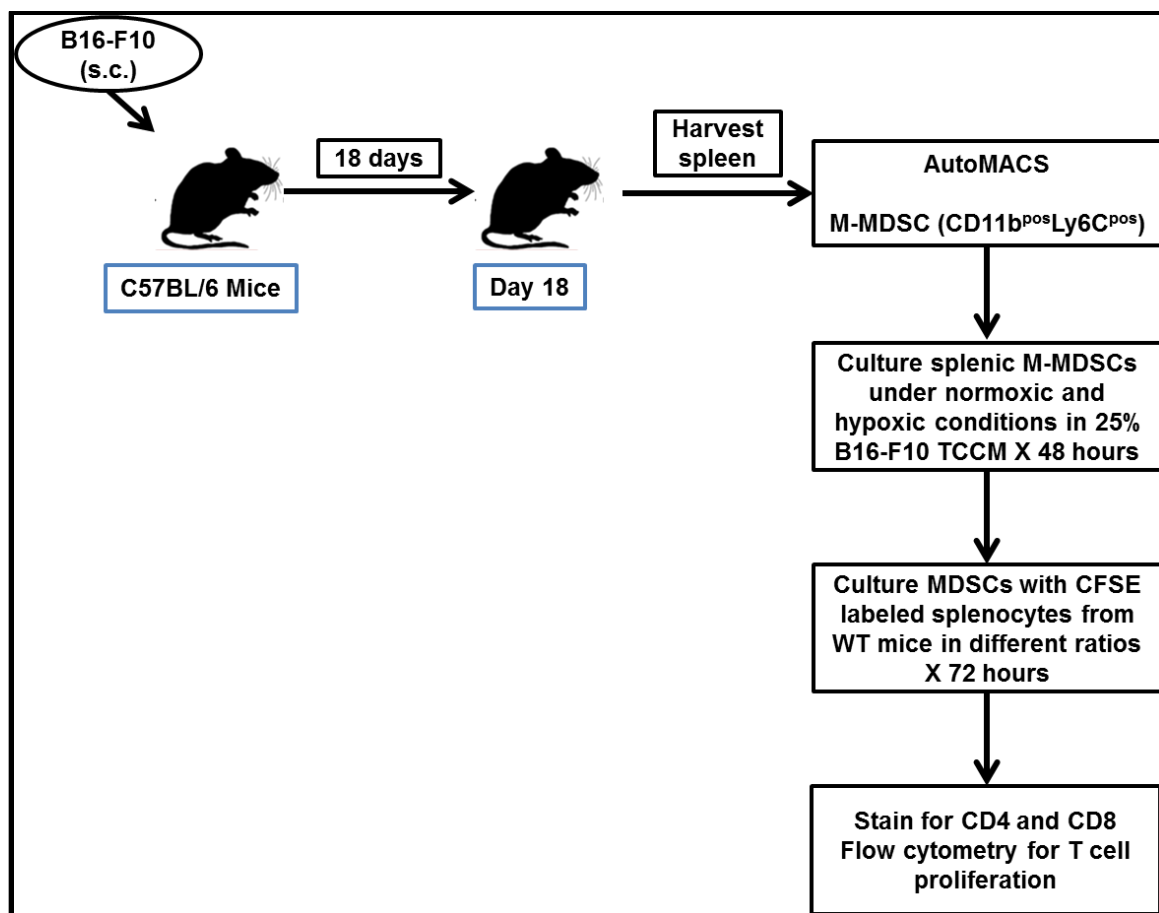 B16-F10
(s.c.)
18 days
Harvest
spleen
C57BL/6 Mice
Day 18
AutoMACS
M-MDSC (CD11bposLy6Cpos)
Culture splenic M-MDSCs
under normoxic and
hypoxic conditions in 25%
B16-F10 TCCM X 48 hours
Culture MDSCs with CFSE
labeled splenocytes from
WT mice in different ratios
X 72 hours
Stain for CD4 and CD8
Flow cytometry for T cell
proliferation